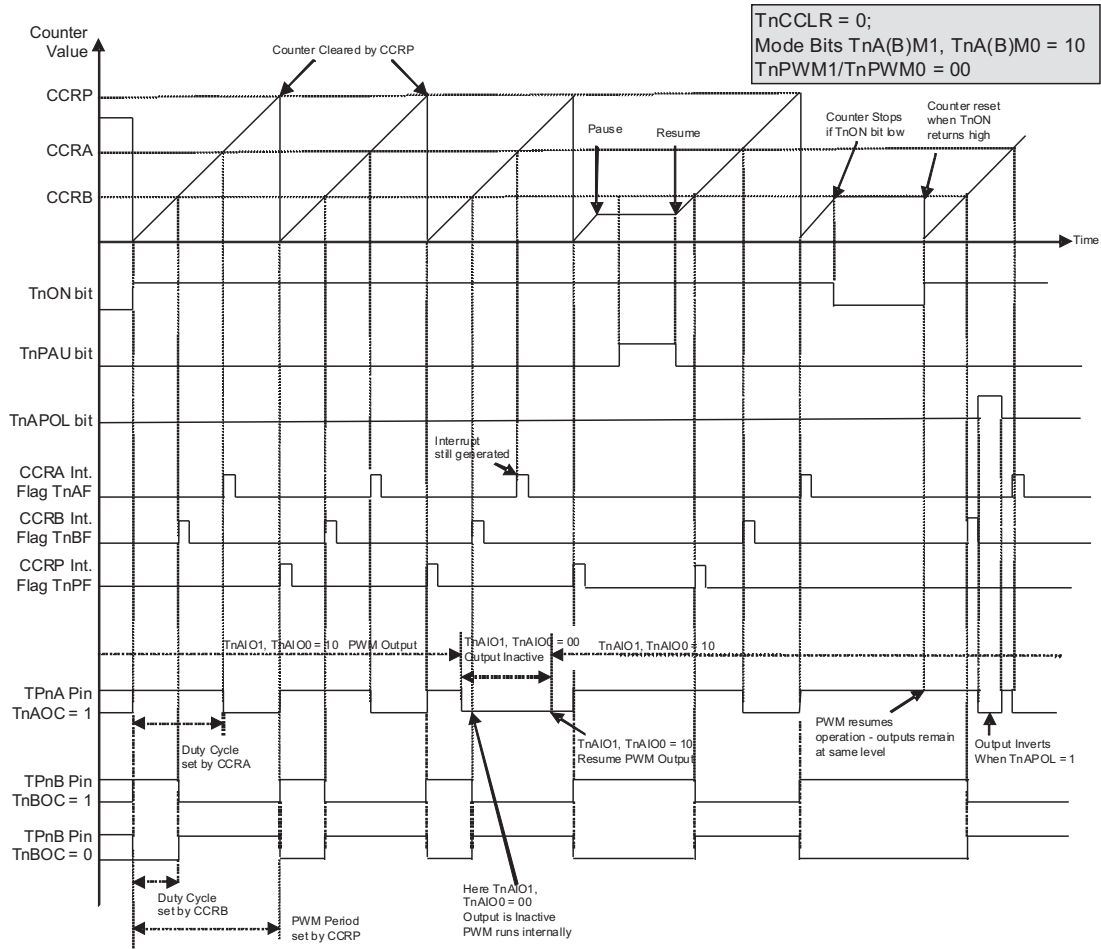 TnCCLR = 0;
Mode Bits TnA(B)M1, TnA(B)M0 = 10
TnPWM1/TnPWM0 = 00
Counter
Value
Counter Cleared by CCRP
CCRP
Pause
Resume
Counter Stops
if TnON bit low
Counter reset
when TnON
returns high
CCRA
CCRB
Time
TnON bit
TnPAU bit
TnAPOL bit
Interrupt
still generated
CCRA Int.
Flag TnAF
CCRB Int.
Flag TnBF
CCRP Int.
Flag TnPF
TnAIO1, TnAIO0 = 10 PWM Output
TnAIO1, TnAIO0 = 00
Output Inactive
TnAIO1, TnAIO0 = 10
TPnA Pin
TnAOC = 1
Duty Cycle
set by CCRA
TnAIO1, TnAIO0 = 10
Resume PWM Output
PWM resumes
operation - outputs remain
at same level
Output Inverts
When TnAPOL = 1
TPnB Pin
TnBOC = 1
TPnB Pin
TnBOC = 0
Duty Cycle
set by CCRB
PWM Period
set by CCRP
Here TnAIO1,
TnAIO0 = 00
Output is Inactive
PWM runs internally